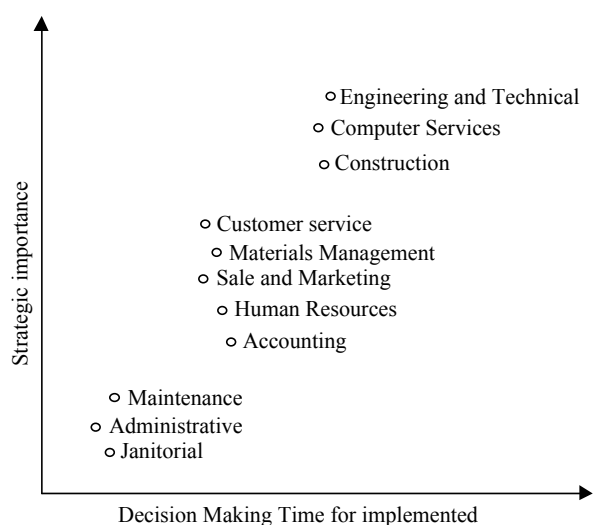 Engineering and Technical
Computer Services
Construction
Customer service
Materials Management
Sale and Marketing
Human Resources
Accounting
Maintenance
Administrative
Janitorial
Strategic importance
Decision Making Time for implemented